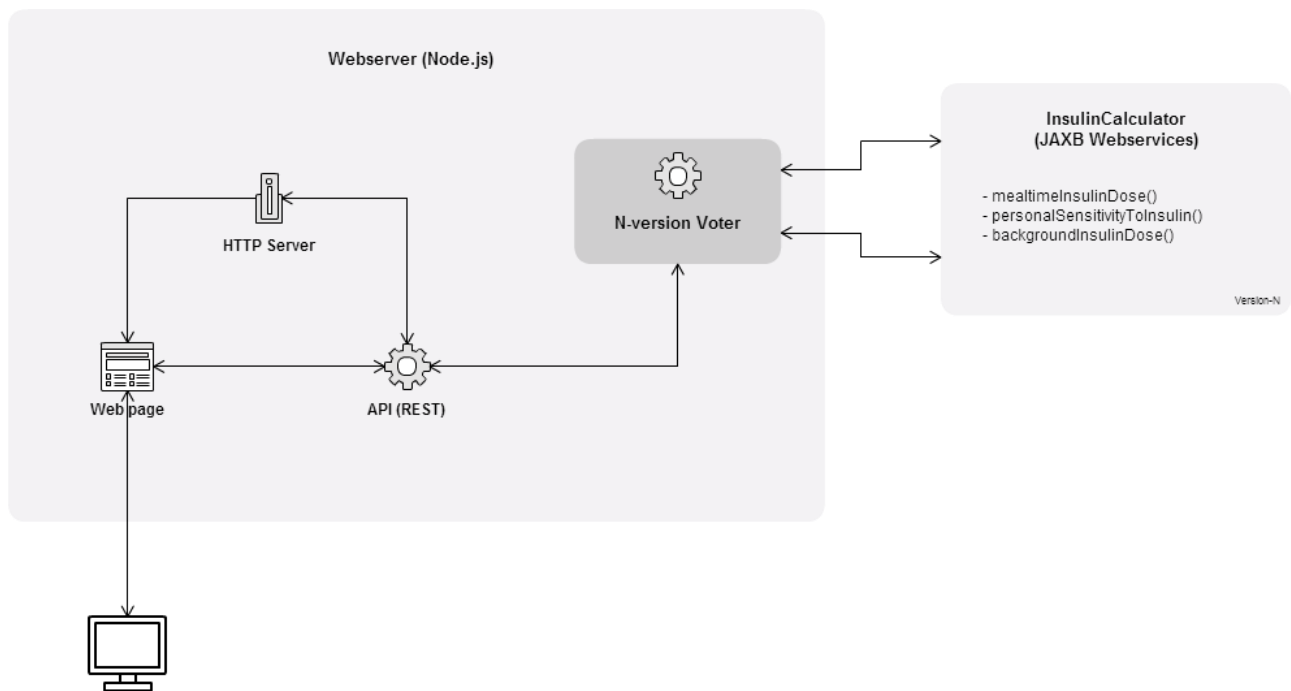 Webserver (Node.js)
InsulinCalculator
(JAXB Webservices)
- mealtimeInsulinDose()
- personalSensitivityToInsulin()
- backgroundInsulinDose()
Version-N
N-version Voter
HTTP Server
Web page
API (REST)